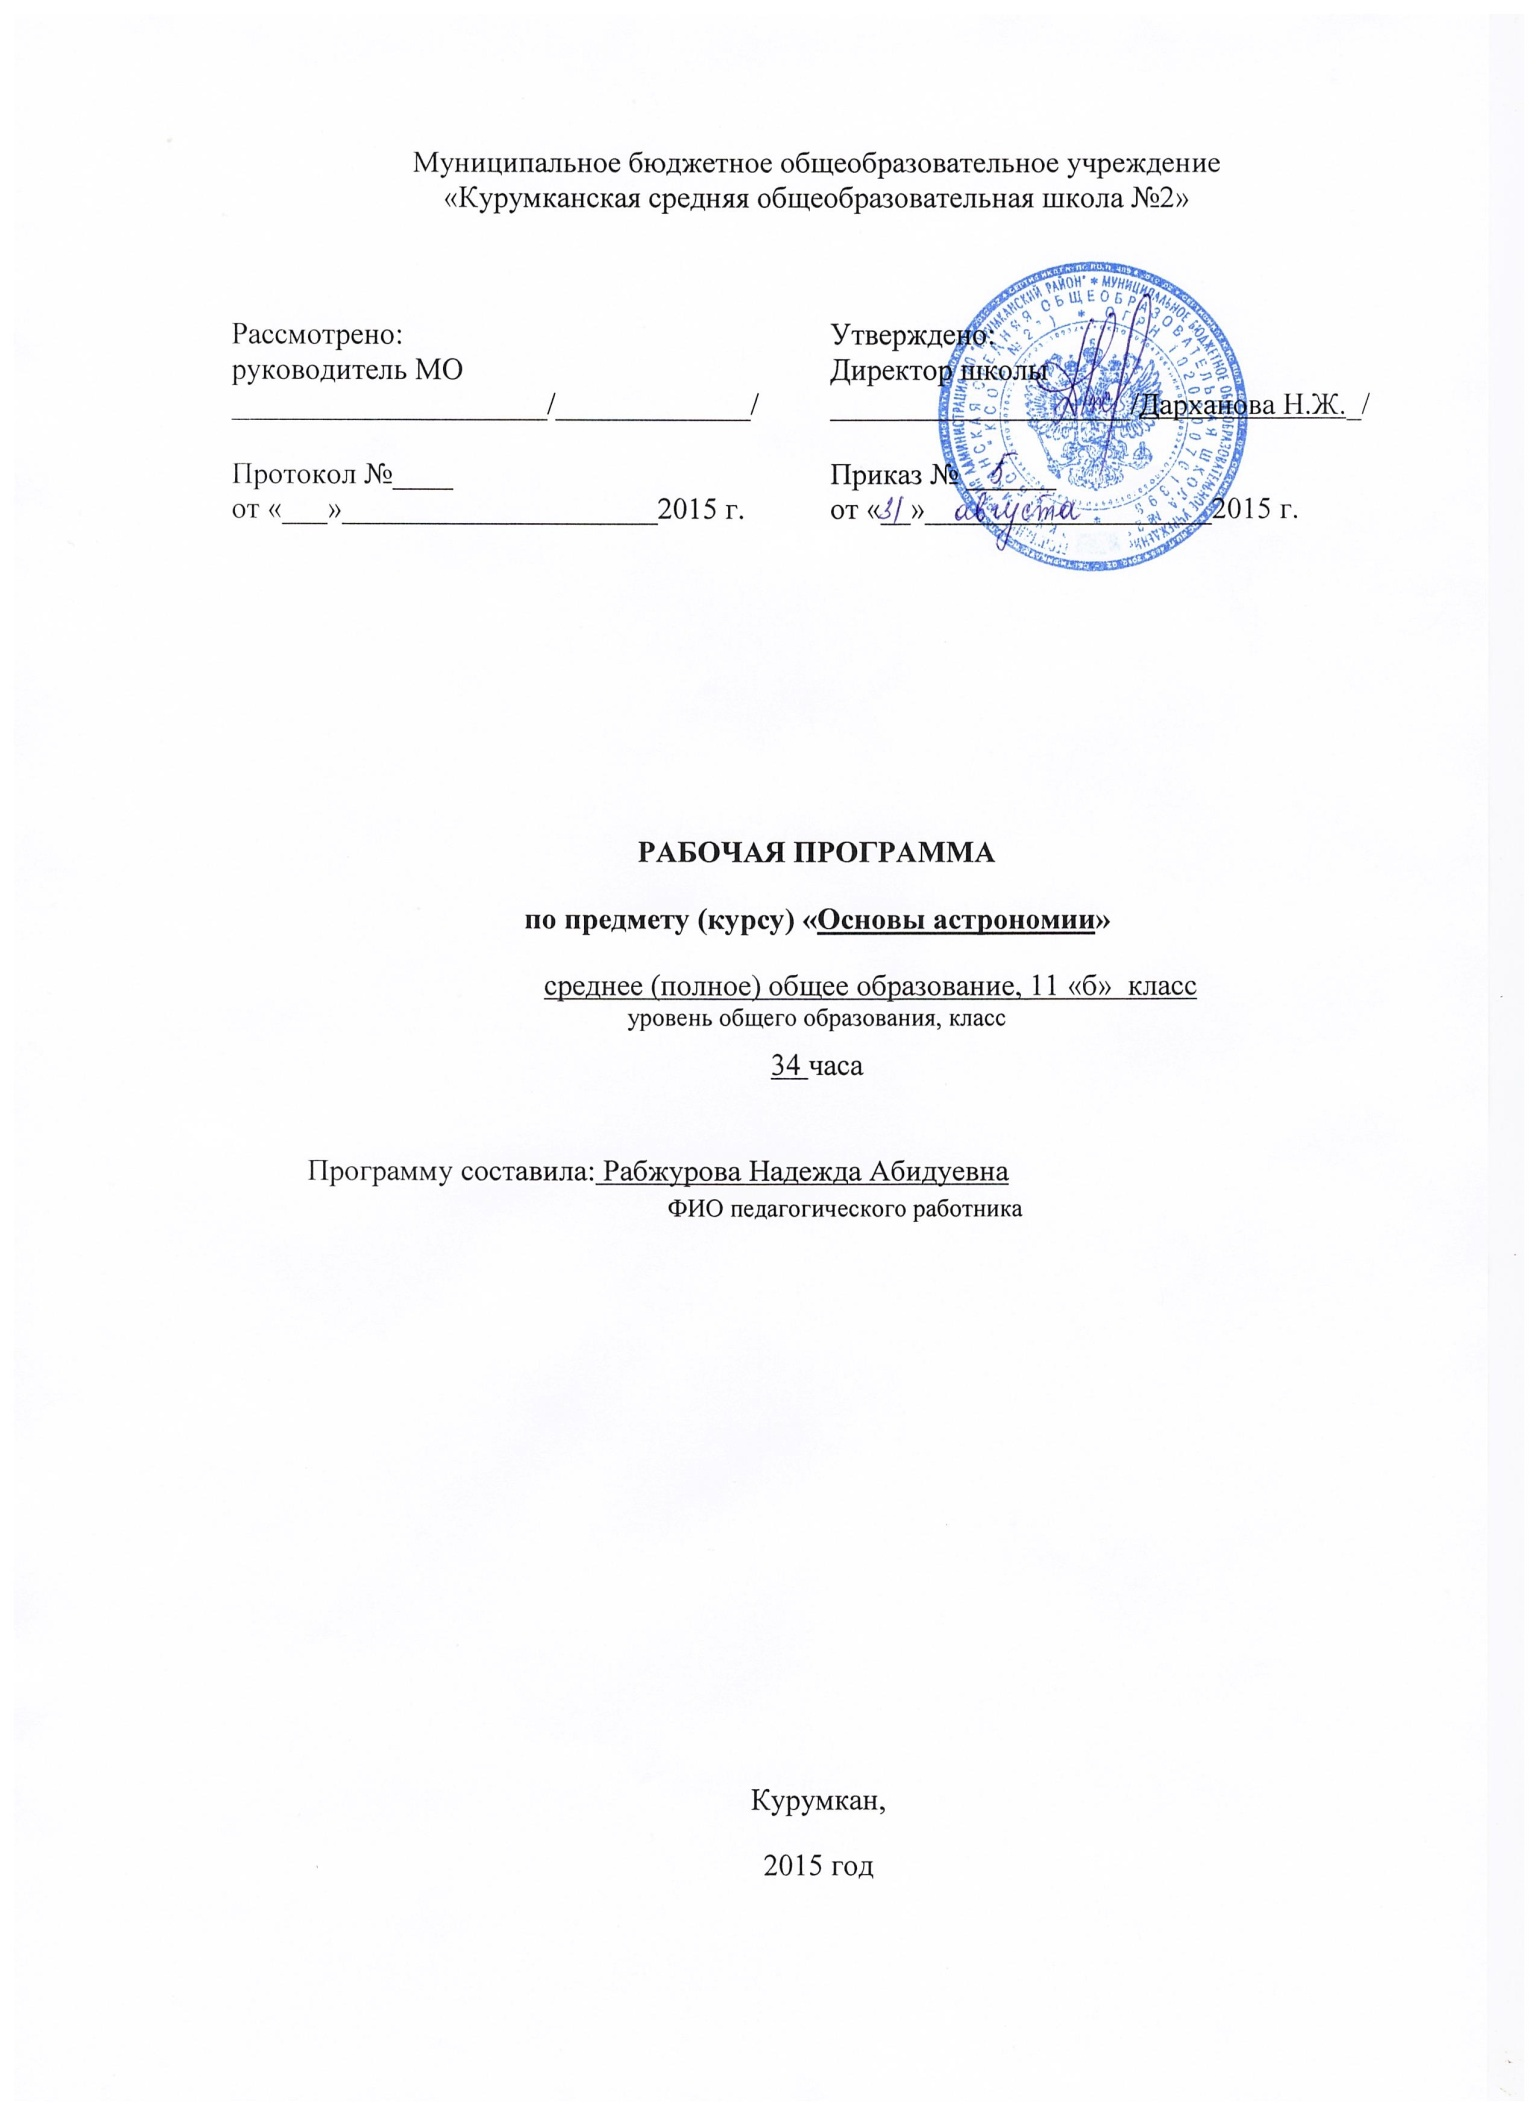 Муниципальное бюджетное общеобразовательное учреждение
«Курумканская средняя общеобразовательная школа №2»
Рассмотрено:
руководитель МО
_____________________/_____________/
Протокол №____
от «___»_____________________2015 г.
Утверждено:
Директор школы
____________________/Дарханова Н.Ж._/
Приказ № 5
от «31» августа 2015 г.
РАБОЧАЯ ПРОГРАММА
по предмету (курсу) «Основы астрономии»
среднее (полное) общее образование, 11 «б» класс
уровень общего образования, класс
34 часа
Программу составила: Рабжурова Надежда Абидуевна
ФИО педагогического работника
Курумкан,
2015 год